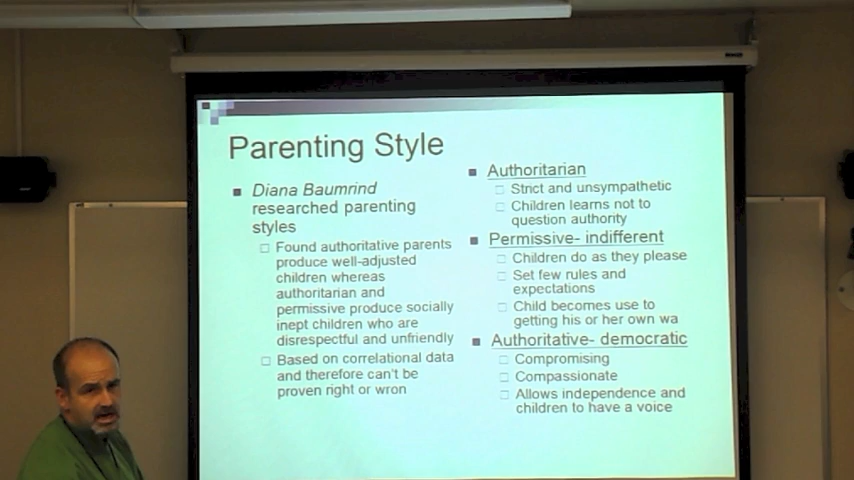 Parenting Style
Diana Baumrind
researched parenting
styles
Found authoritative parents
produce well-adjusted
children whereas
authoritarian and
permissive produce socially
inept children who are
disrespectful and unfriendly
Based on correlational data
and therefore can't be
proven right or wron
Authoritarian
Strict and unsympathetic
Children learns not to
question authority
Permissive- indifferent
Children do as they please
Set few rules and
expectations
Child becomes use to
getting his or her own wa
Authoritative- democratic
Compromising
Compassionate
Allows independence and
children to have a voice